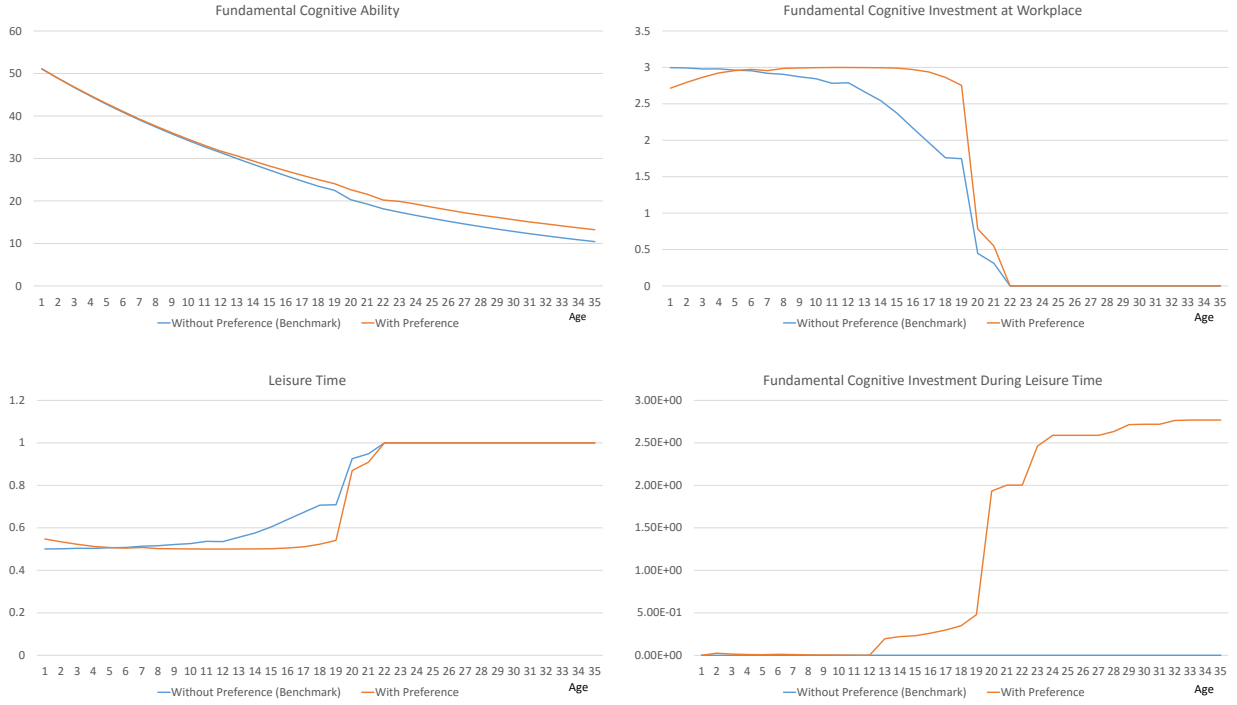 Fundamental Cognitive Ability
60
50
40
30
20
10
0
1 2 3 4 5 6 7 8 9 10 11 12 13 14 15 16 17 18 19 20 21 22 23 24 25 26 27 28 29 30 31 32 33 34 35
Age
Without Preference (Benchmark) With Preference
Fundamental Cognitive Investment at Workplace
3.5
3
2.5
2
1.5
1
0.5
0
1 2 3 4 5 6 7 8 9 10 11 12 13 14 15 16 17 18 19 20 21 22 23 24 25 26 27 28 29 30 31 32 33 34 35
Age
Without Preference (Benchmark) With Preference
Leisure Time
1.2
1
0.8
0.6
0.4
0.2
0
1 2 3 4 5 6 7 8 9 10 11 12 13 14 15 16 17 18 19 20 21 22 23 24 25 26 27 28 29 30 31 32 33 34 35
Age
Without Preference (Benchmark) With Preference
Fundamental Cognitive Investment During Leisure Time
3.00E+00
2.50E+00
2.00E+00
1.50E+00
1.00E+00
5.00E-01
0.00E+00
1 2 3 4 5 6 7 8 9 10 11 12 13 14 15 16 17 18 19 20 21 22 23 24 25 26 27 28 29 30 31 32 33 34 35
Age
Without Preference (Benchmark) With Preference